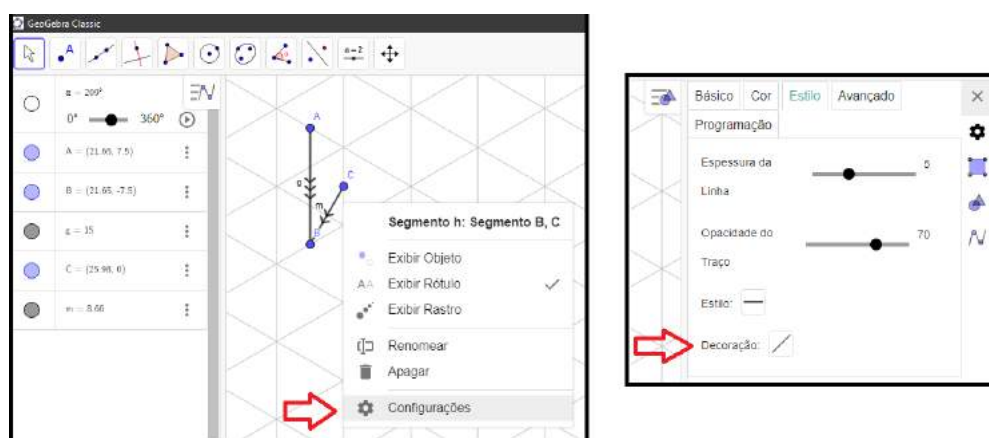 GeoGebra Classic
A
a=2
α = 209°
0° 360°
A = (21.65, 7.5)
B = (21.65, -7.5)
g = 15
C = (25.98, 0)
m = 8.66
A
g
C
m
B
Segmento h: Segmento B, C
Exibir Objeto
AA Exibir Rótulo
Exibir Rastro
Renomear
Apagar
Configurações
Básico Cor Estilo Avançado
Programação
Espessura da
Linha
5
Opacidade do
Traço
70
Estilo:
Decoração: